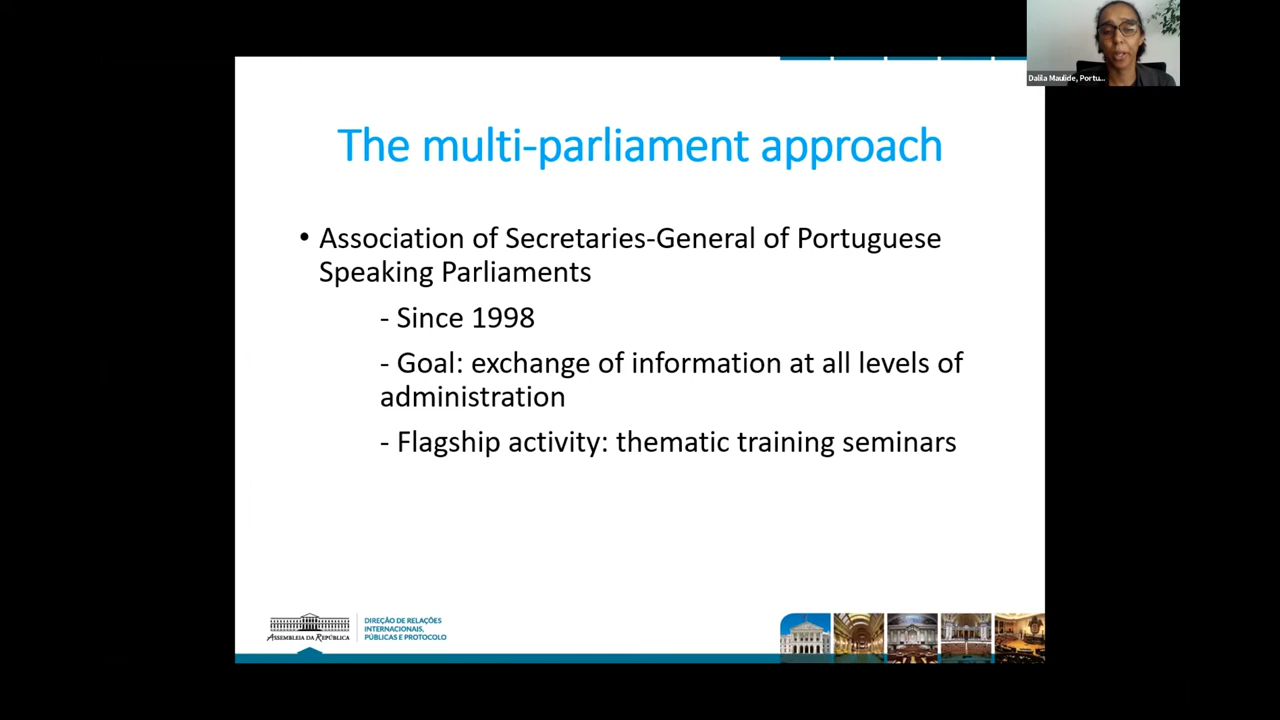 Dalila Maulide, Portu...
The multi-parliament approach
• Association of Secretaries-General of Portuguese
Speaking Parliaments
- Since 1998
- Goal: exchange of information at all levels of
administration
- Flagship activity: thematic training seminars
ASSEMBLEIA DA REPÚBLICA
DIREÇÃO DE RELAÇÕES
INTERNACIONAIS,
PÚBLICAS E PROTOCOLO